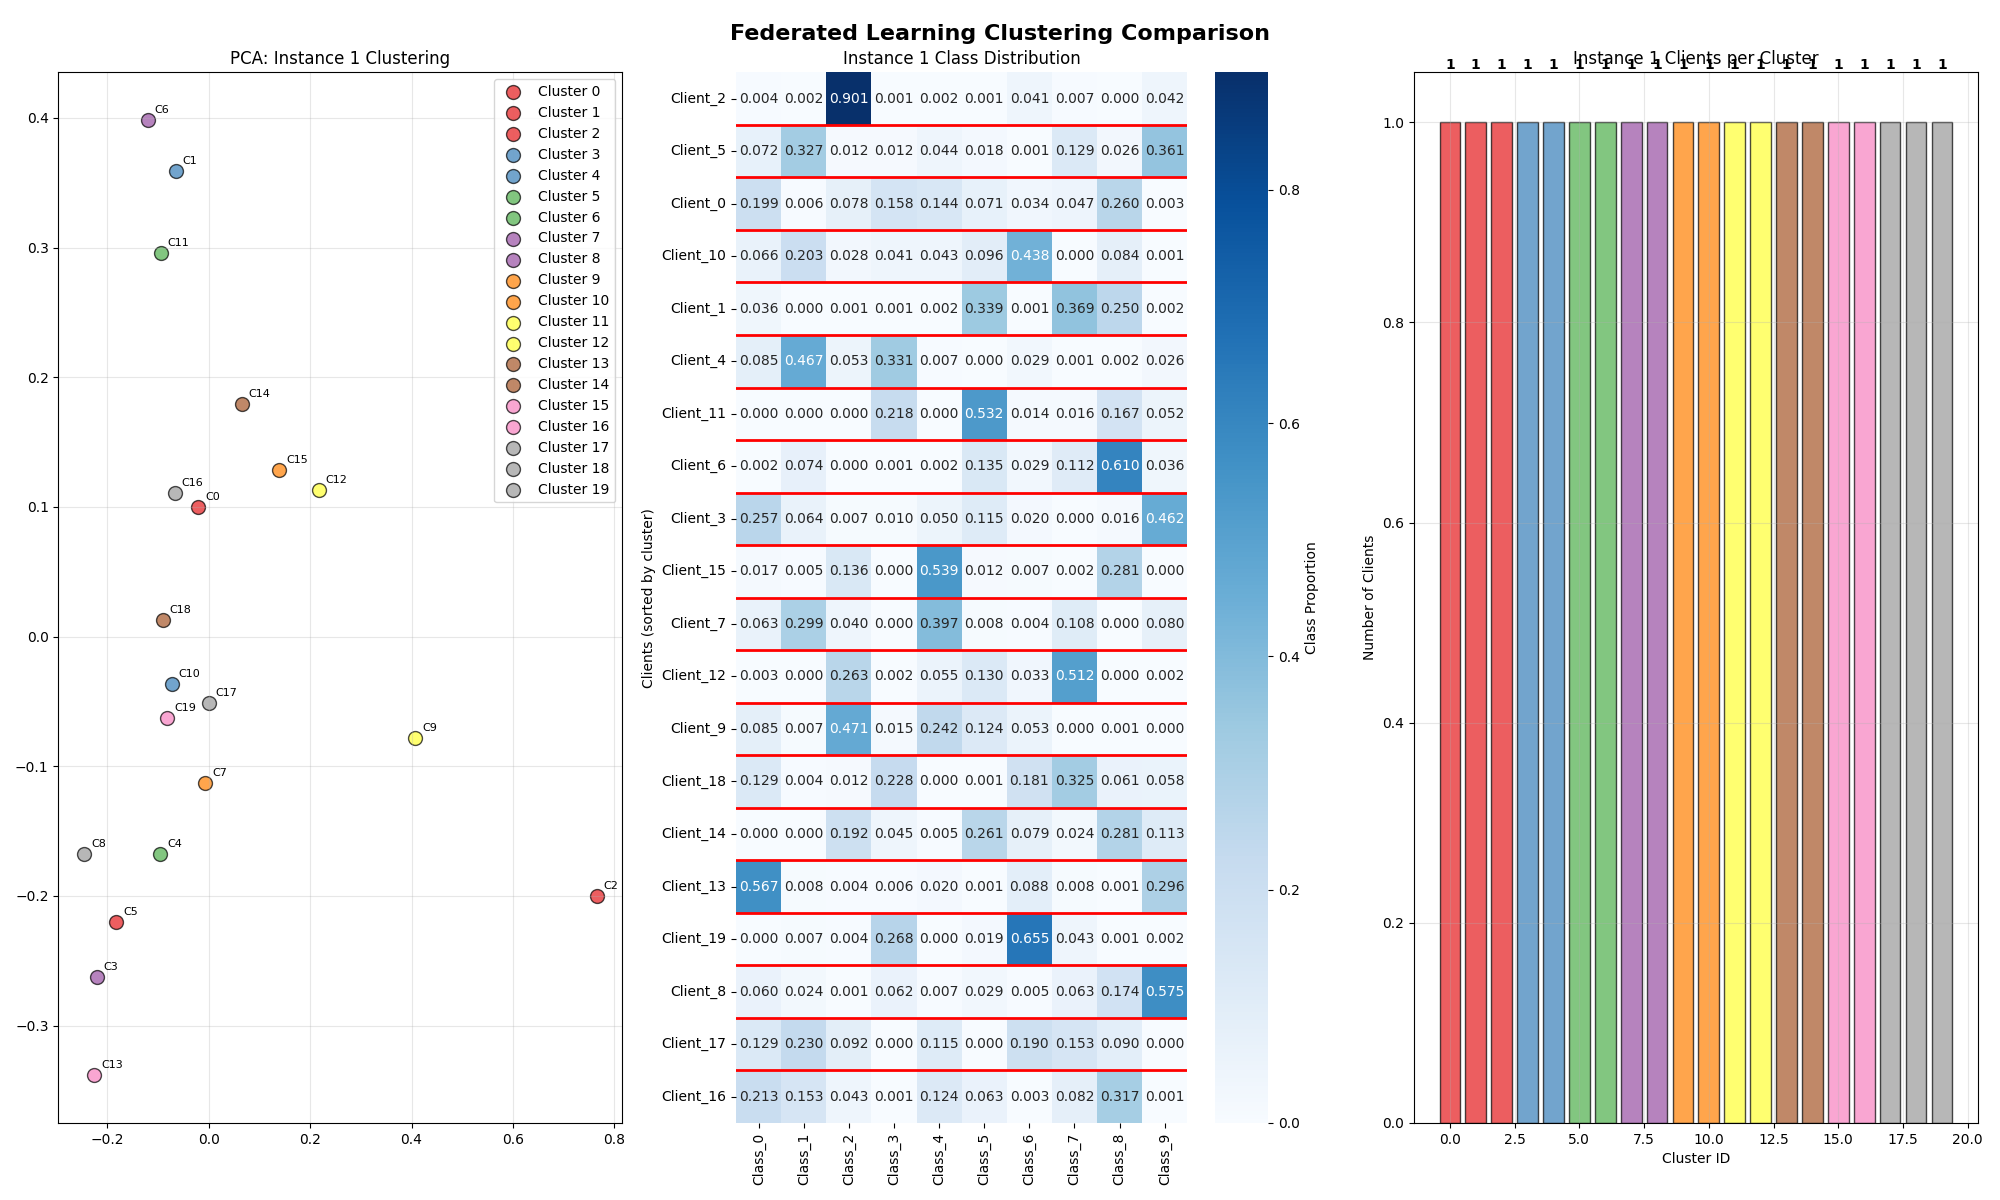 Federated Learning Clustering Comparison
PCA: Instance 1 Clustering
0.4
0.3
0.2
0.1
0.0
−0.1
−0.2
−0.3
−0.2
0.0
0.2
0.4
0.6
0.8
C6
C1
C11
C14
C15
C12
C16
C0
C18
C10
C17
C19
C9
C7
C8
C4
C2
C5
C3
C13
Cluster 0
Cluster 1
Cluster 2
Cluster 3
Cluster 4
Cluster 5
Cluster 6
Cluster 7
Cluster 8
Cluster 9
Cluster 10
Cluster 11
Cluster 12
Cluster 13
Cluster 14
Cluster 15
Cluster 16
Cluster 17
Cluster 18
Cluster 19
Instance 1 Class Distribution
Clients (sorted by cluster)
Client_2 0.004 0.002 0.901 0.001 0.002 0.001 0.041 0.007 0.000 0.042
Client_5 0.072 0.327 0.012 0.012 0.044 0.018 0.001 0.129 0.026 0.361
Client_0 0.199 0.006 0.078 0.158 0.144 0.071 0.034 0.047 0.260 0.003
Client_10 0.066 0.203 0.028 0.041 0.043 0.096 0.438 0.000 0.084 0.001
Client_1 0.036 0.000 0.001 0.001 0.002 0.339 0.001 0.369 0.250 0.002
Client_4 0.085 0.467 0.053 0.331 0.007 0.000 0.029 0.001 0.002 0.026
Client_11 0.000 0.000 0.000 0.218 0.000 0.532 0.014 0.016 0.167 0.052
Client_6 0.002 0.074 0.000 0.001 0.002 0.135 0.029 0.112 0.610 0.036
Client_3 0.257 0.064 0.007 0.010 0.050 0.115 0.020 0.000 0.016 0.462
Client_15 0.017 0.005 0.136 0.000 0.539 0.012 0.007 0.002 0.281 0.000
Client_7 0.063 0.299 0.040 0.000 0.397 0.008 0.004 0.108 0.000 0.080
Client_12 0.003 0.000 0.263 0.002 0.055 0.130 0.033 0.512 0.000 0.002
Client_9 0.085 0.007 0.471 0.015 0.242 0.124 0.053 0.000 0.001 0.000
Client_18 0.129 0.004 0.012 0.228 0.000 0.001 0.181 0.325 0.061 0.058
Client_14 0.000 0.000 0.192 0.045 0.005 0.261 0.079 0.024 0.281 0.113
Client_13 0.567 0.008 0.004 0.006 0.020 0.001 0.088 0.008 0.001 0.296
Client_19 0.000 0.007 0.004 0.268 0.000 0.019 0.655 0.043 0.001 0.002
Client_8 0.060 0.024 0.001 0.062 0.007 0.029 0.005 0.063 0.174 0.575
Client_17 0.129 0.230 0.092 0.000 0.115 0.000 0.190 0.153 0.090 0.000
Client_16 0.213 0.153 0.043 0.001 0.124 0.063 0.003 0.082 0.317 0.001
Class_0
Class_1
Class_2
Class_3
Class_4
Class_5
Class_6
Class_7
Class_8
Class_9
0.8
0.6
0.4
0.2
0.0
Class Proportion
Instance 1 Clients per Cluster
1 1 1 1 1 1 1 1 1 1 1 1 1 1 1 1 1 1 1 1
Number of Clients
1.0
0.8
0.6
0.4
0.2
0.0
0.0 2.5 5.0 7.5 10.0 12.5 15.0 17.5 20.0
Cluster ID